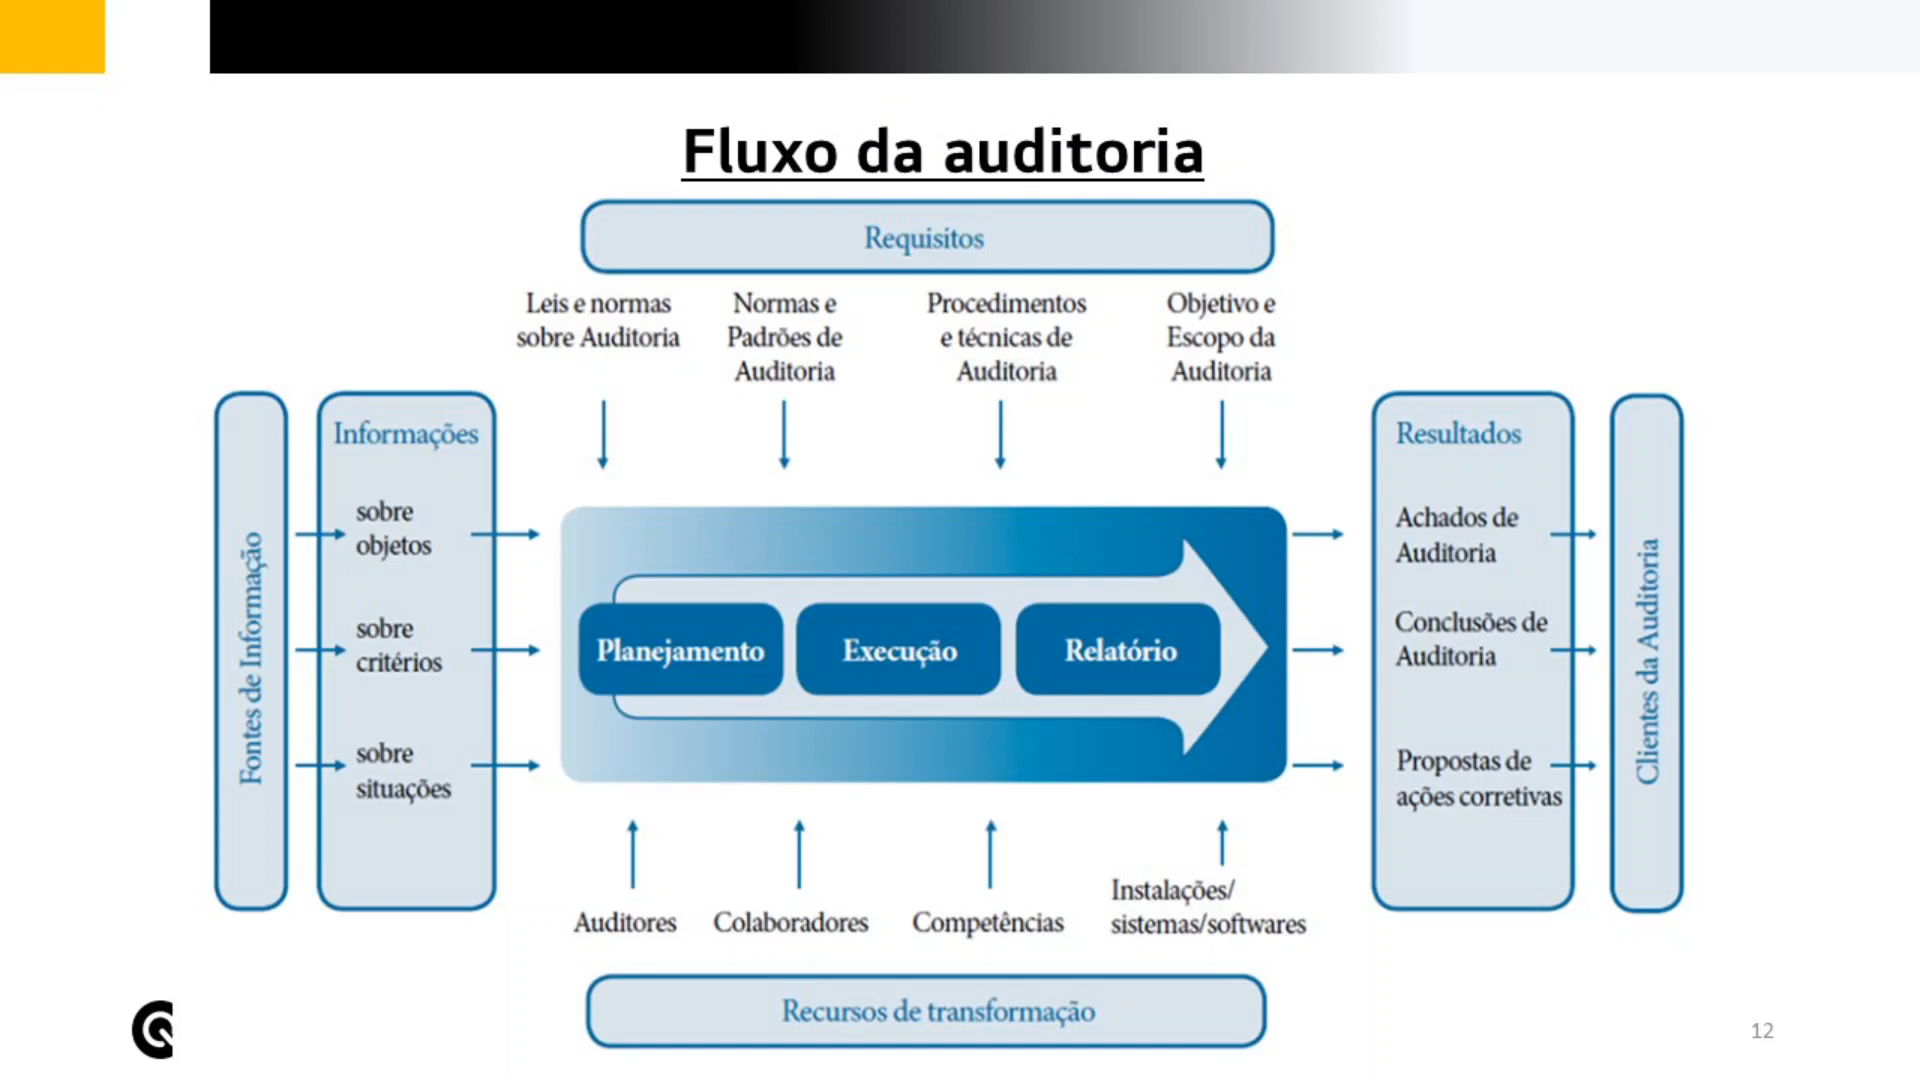 Fluxo da auditoria
Requisitos
Leis e normas
sobre Auditoria
Normas e
Padrões de
Auditoria
Procedimentos
e técnicas de
Auditoria
Objetivo e
Escopo da
Auditoria
Fontes de Informação
Informações
sobre
objetos
sobre
critérios
sobre
situações
Planejamento
Execução
Relatório
Resultados
Achados de
Auditoria
Conclusões de
Auditoria
Propostas de
ações corretivas
Clientes da Auditoria
Auditores
Colaboradores
Competências
Instalações/
sistemas/softwares
Recursos de transformação
12